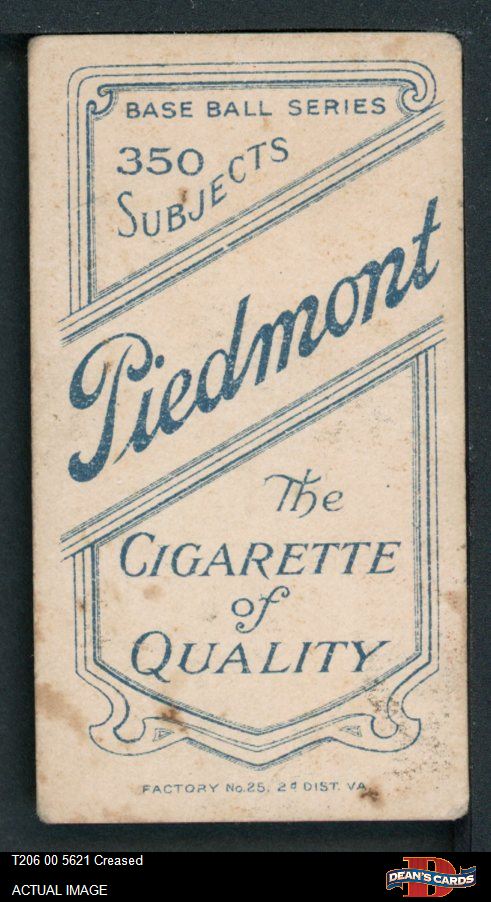 BASE BALL SERIES
350
SUBJECTS
Piedmont
The
CIGARETTE
of
QUALITY
FACTORY No.25, 2d DIST. VA.
T206 00 5621 Creased
ACTUAL IMAGE
D
DEAN'S CARDS